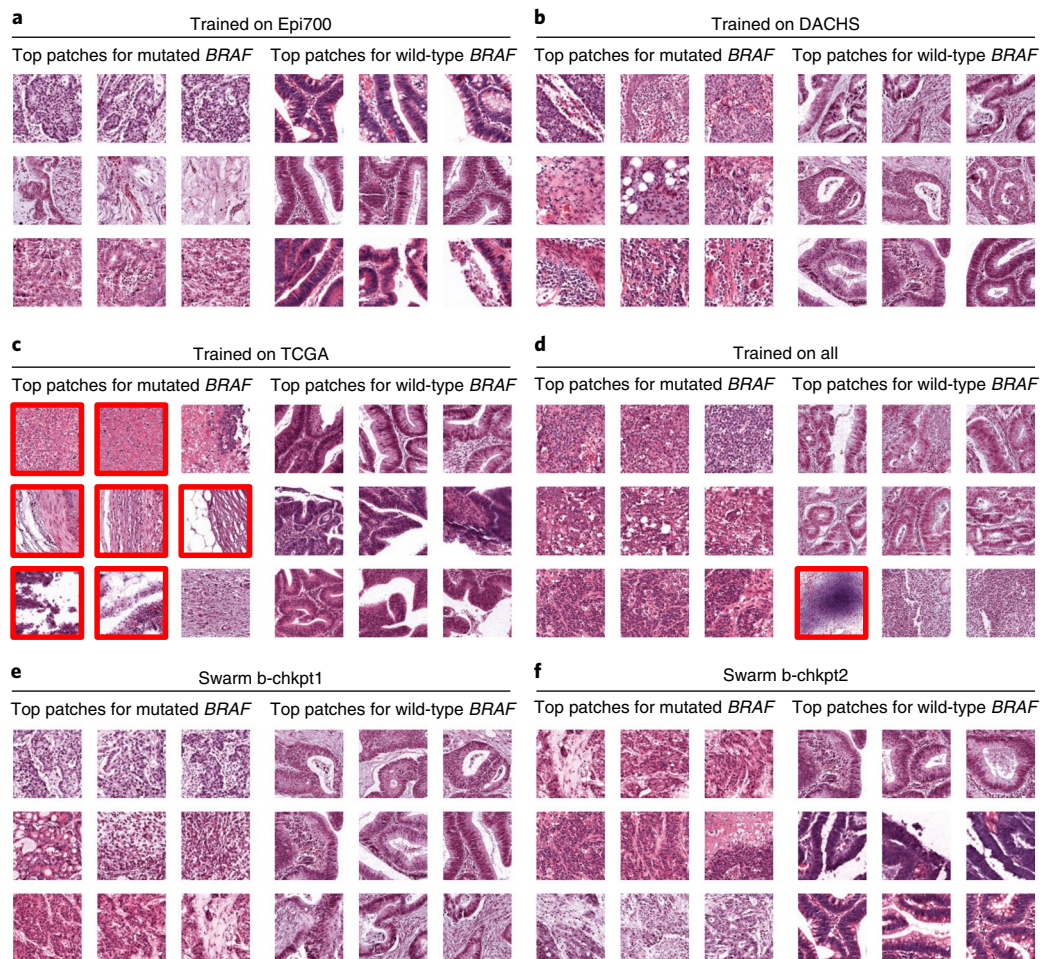 a
Trained on Epi700
Top patches for mutated BRAF
Top patches for wild-type BRAF
b
Trained on DACHS
Top patches for mutated BRAF
Top patches for wild-type BRAF
c
Trained on TCGA
Top patches for mutated BRAF
Top patches for wild-type BRAF
d
Trained on all
Top patches for mutated BRAF
Top patches for wild-type BRAF
e
Swarm b-chkpt1
Top patches for mutated BRAF
Top patches for wild-type BRAF
f
Swarm b-chkpt2
Top patches for mutated BRAF
Top patches for wild-type BRAF